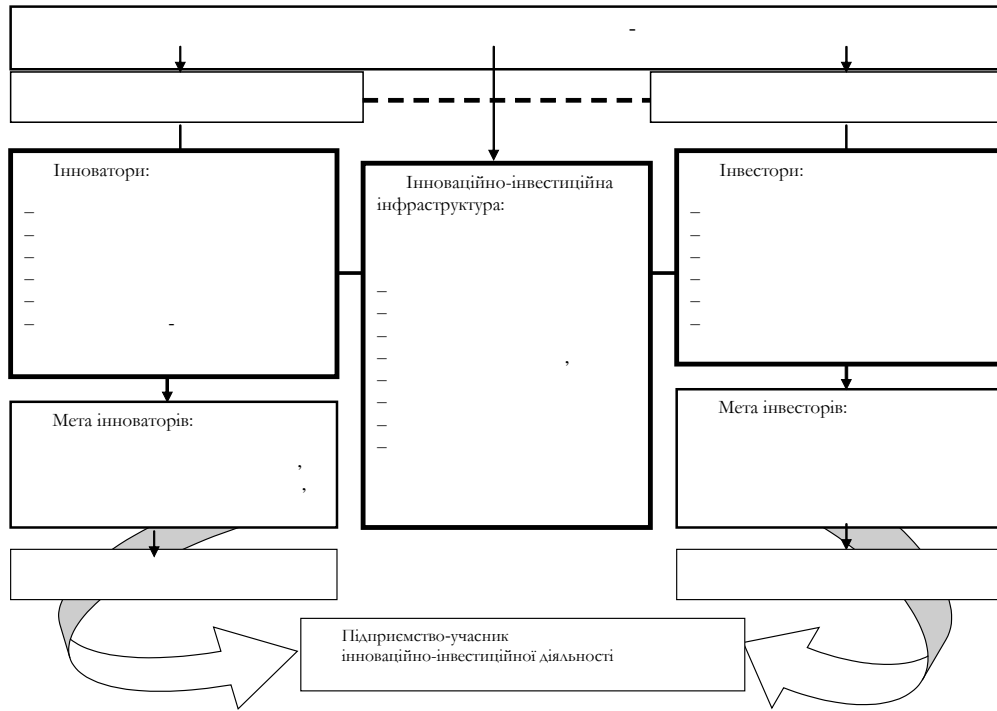 -
Інноватори:
–
–
–
–
–
– -
Інноваційно-інвестиційна
інфраструктура:
–
–
–
– ,
–
–
–
–
Інвестори:
–
–
–
–
–
–
Мета інноваторів:
,
,
Мета інвесторів:
Підприємство-учасник
інноваційно-інвестиційної діяльності